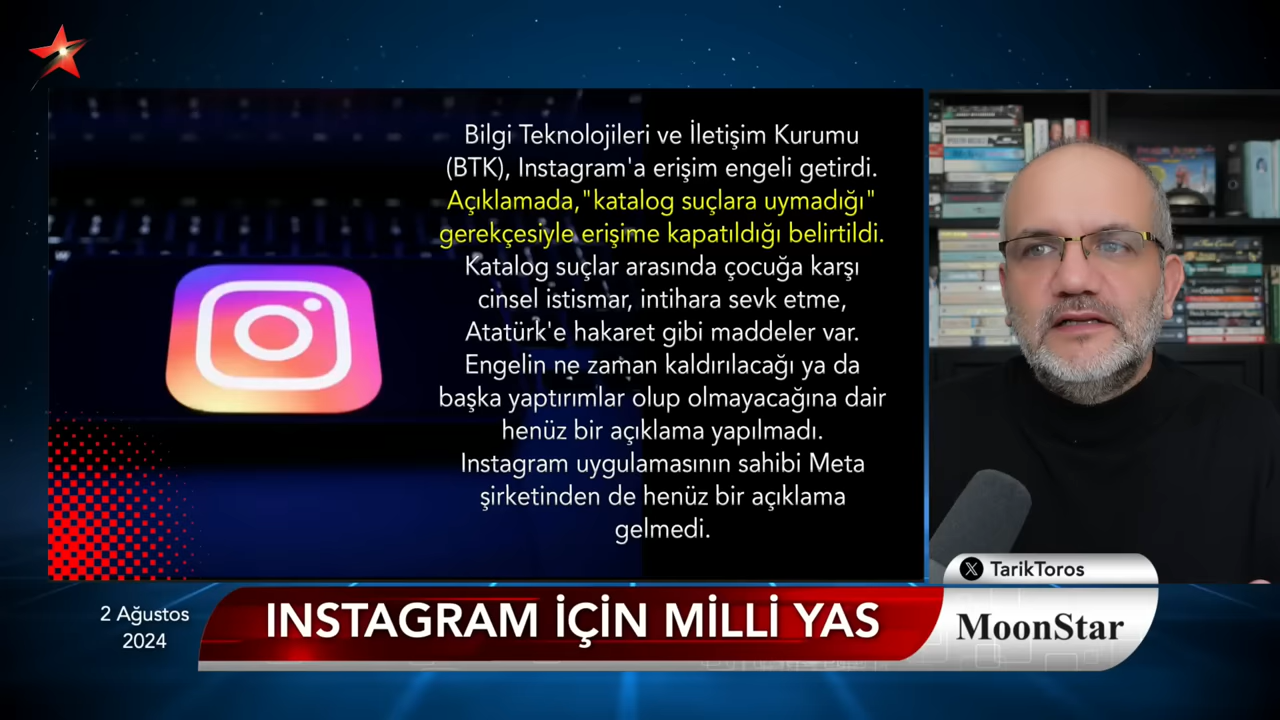 Bilgi Teknolojileri ve İletişim Kurumu
(BTK), Instagram'a erişim engeli getirdi.
Açıklamada,"katalog suçlara uymadığı"
gerekçesiyle erişime kapatıldığı belirtildi.
Katalog suçlar arasında çocuğa karşı
cinsel istismar, intihara sevk etme,
Atatürk'e hakaret gibi maddeler var.
Engelin ne zaman kaldırılacağı ya da
başka yaptırımlar olup olmayacağına dair
henüz bir açıklama yapılmadı.
Instagram uygulamasının sahibi Meta
şirketinden de henüz bir açıklama
gelmedi.
TarikToros
2 Ağustos
2024
INSTAGRAM İÇİN MİLLİ YAS
MoonStar